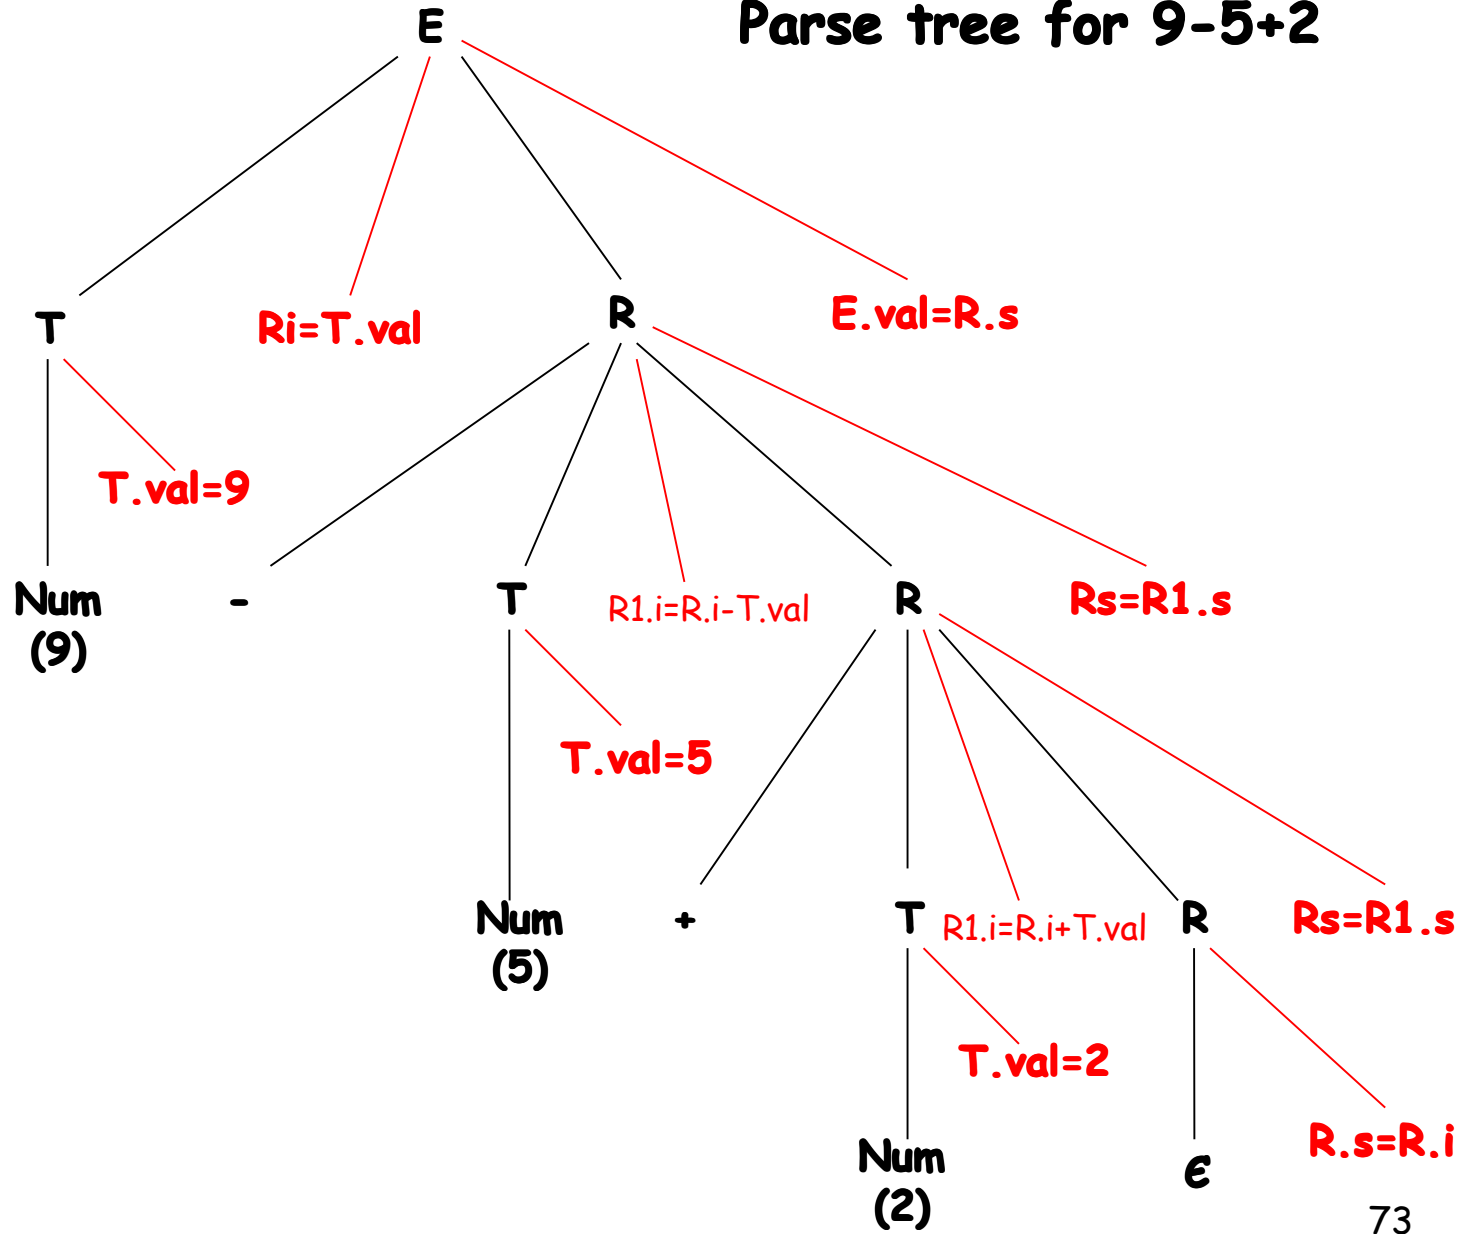 Parse tree for 9-5+2
E
T
Ri=T.val
R
E.val=R.s
T.val=9
Num
(9)
-
T
R1.i=R.i-T.val
R
Rs=R1.s
T.val=5
Num
(5)
+
T
R1.i=R.i+T.val
R
Rs=R1.s
T.val=2
R.s=R.i
Num
(2)
ϵ
73